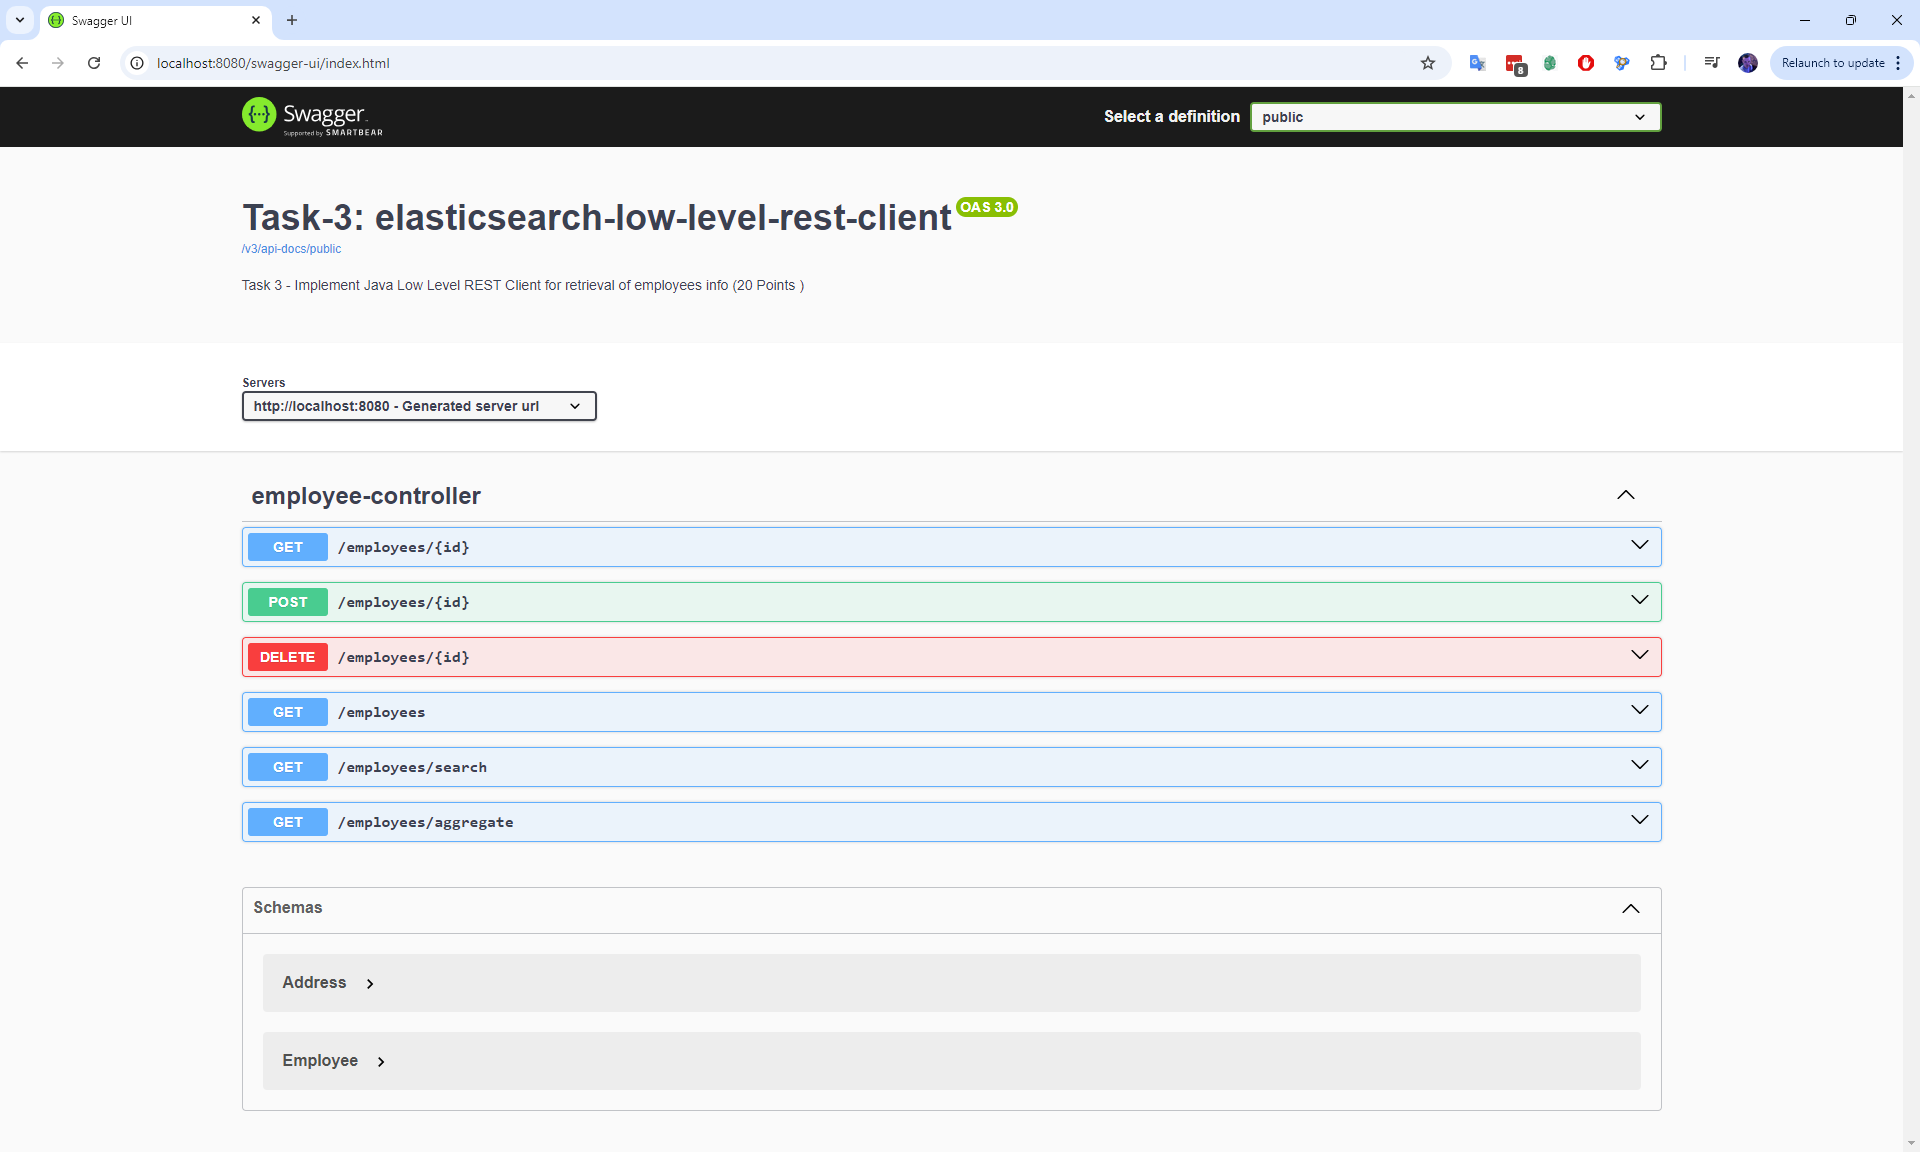 Swagger UI
localhost:8080/swagger-ui/index.html
8
Relaunch to update
{···} Swagger
Supported by SMARTBEAR
Select a definition
public
Task-3: elasticsearch-low-level-rest-client OAS 3.0
/v3/api-docs/public
Task 3 - Implement Java Low Level REST Client for retrieval of employees info (20 Points )
Servers
http://localhost:8080 - Generated server url
employee-controller
GET /employees/{id}
POST /employees/{id}
DELETE /employees/{id}
GET /employees
GET /employees/search
GET /employees/aggregate
Schemas
Address
Employee